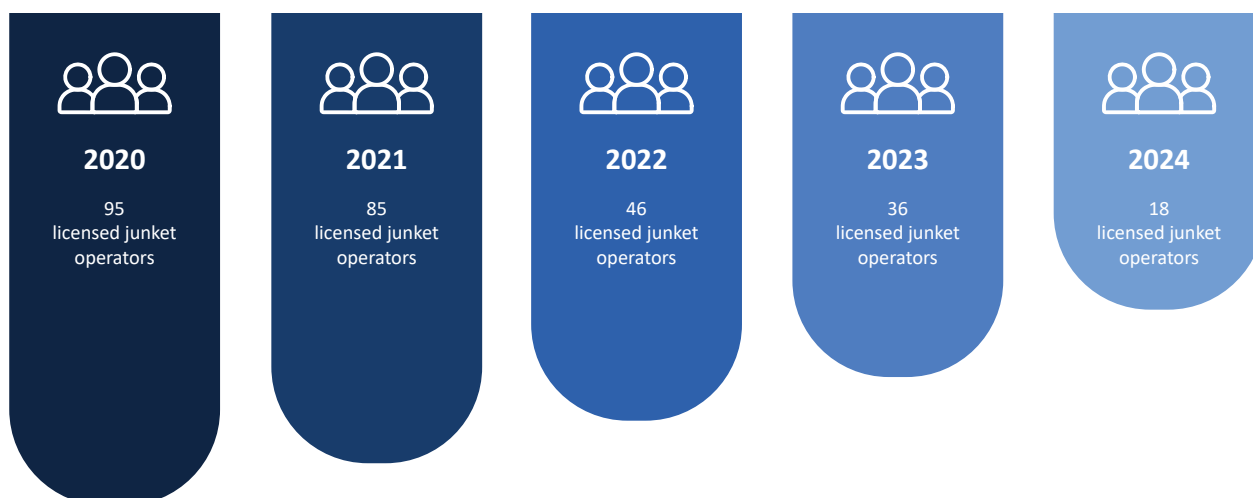 2020
95
licensed junket
operators
2021
85
licensed junket
operators
2022
46
licensed junket
operators
2023
36
licensed junket
operators
2024
18
licensed junket
operators